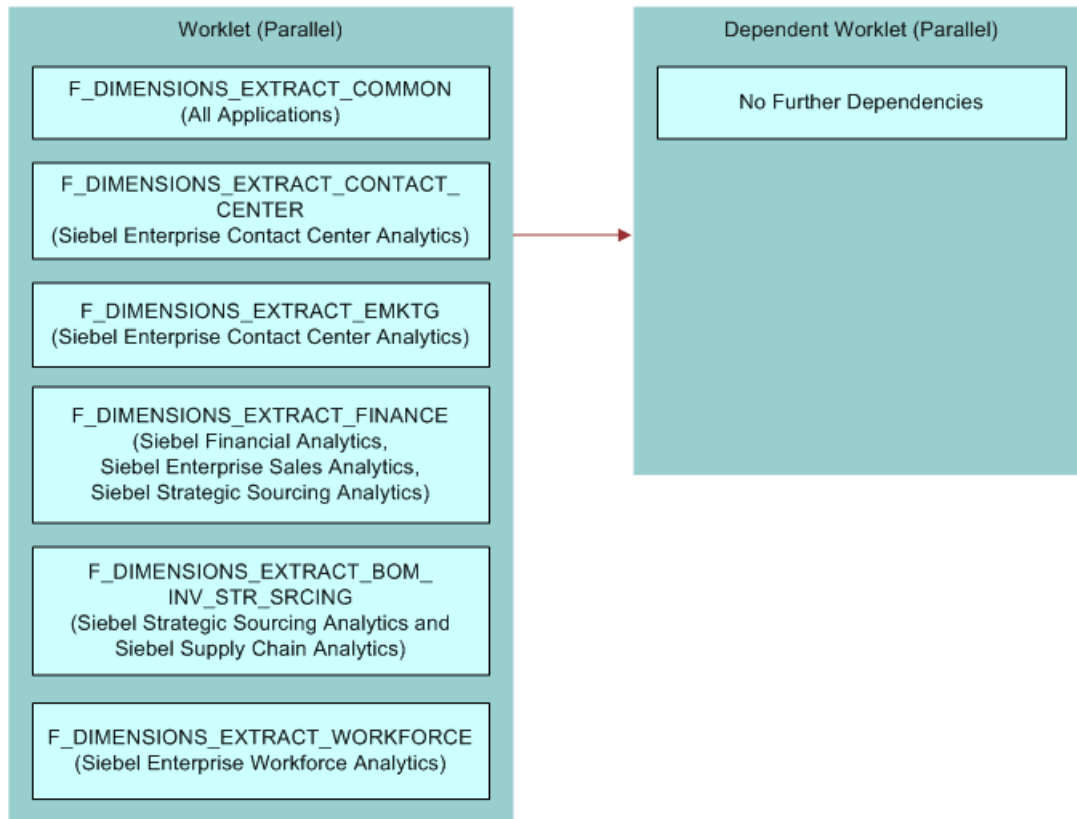 Worklet (Parallel)
F_DIMENSIONS_EXTRACT_COMMON
(All Applications)
F_DIMENSIONS_EXTRACT_CONTACT_
CENTER
(Siebel Enterprise Contact Center Analytics)
F_DIMENSIONS_EXTRACT_EMKTG
(Siebel Enterprise Contact Center Analytics)
F_DIMENSIONS_EXTRACT_FINANCE
(Siebel Financial Analytics,
Siebel Enterprise Sales Analytics,
Siebel Strategic Sourcing Analytics)
F_DIMENSIONS_EXTRACT_BOM_
INV_STR_SRCING
(Siebel Strategic Sourcing Analytics and
Siebel Supply Chain Analytics)
F_DIMENSIONS_EXTRACT_WORKFORCE
(Siebel Enterprise Workforce Analytics)
Dependent Worklet (Parallel)
No Further Dependencies